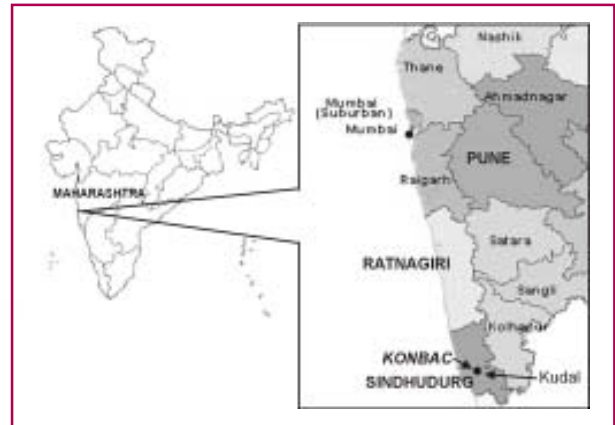 MAHARASHTRA
Nashik
Thane
Ahmadnagar
Mumbai
(Suburban)
Mumbai
PUNE
Raigarh
Satara
RATNAGIRI
Sangli
Kolhapur
KONBAC
SINDHUDURG
Kudal